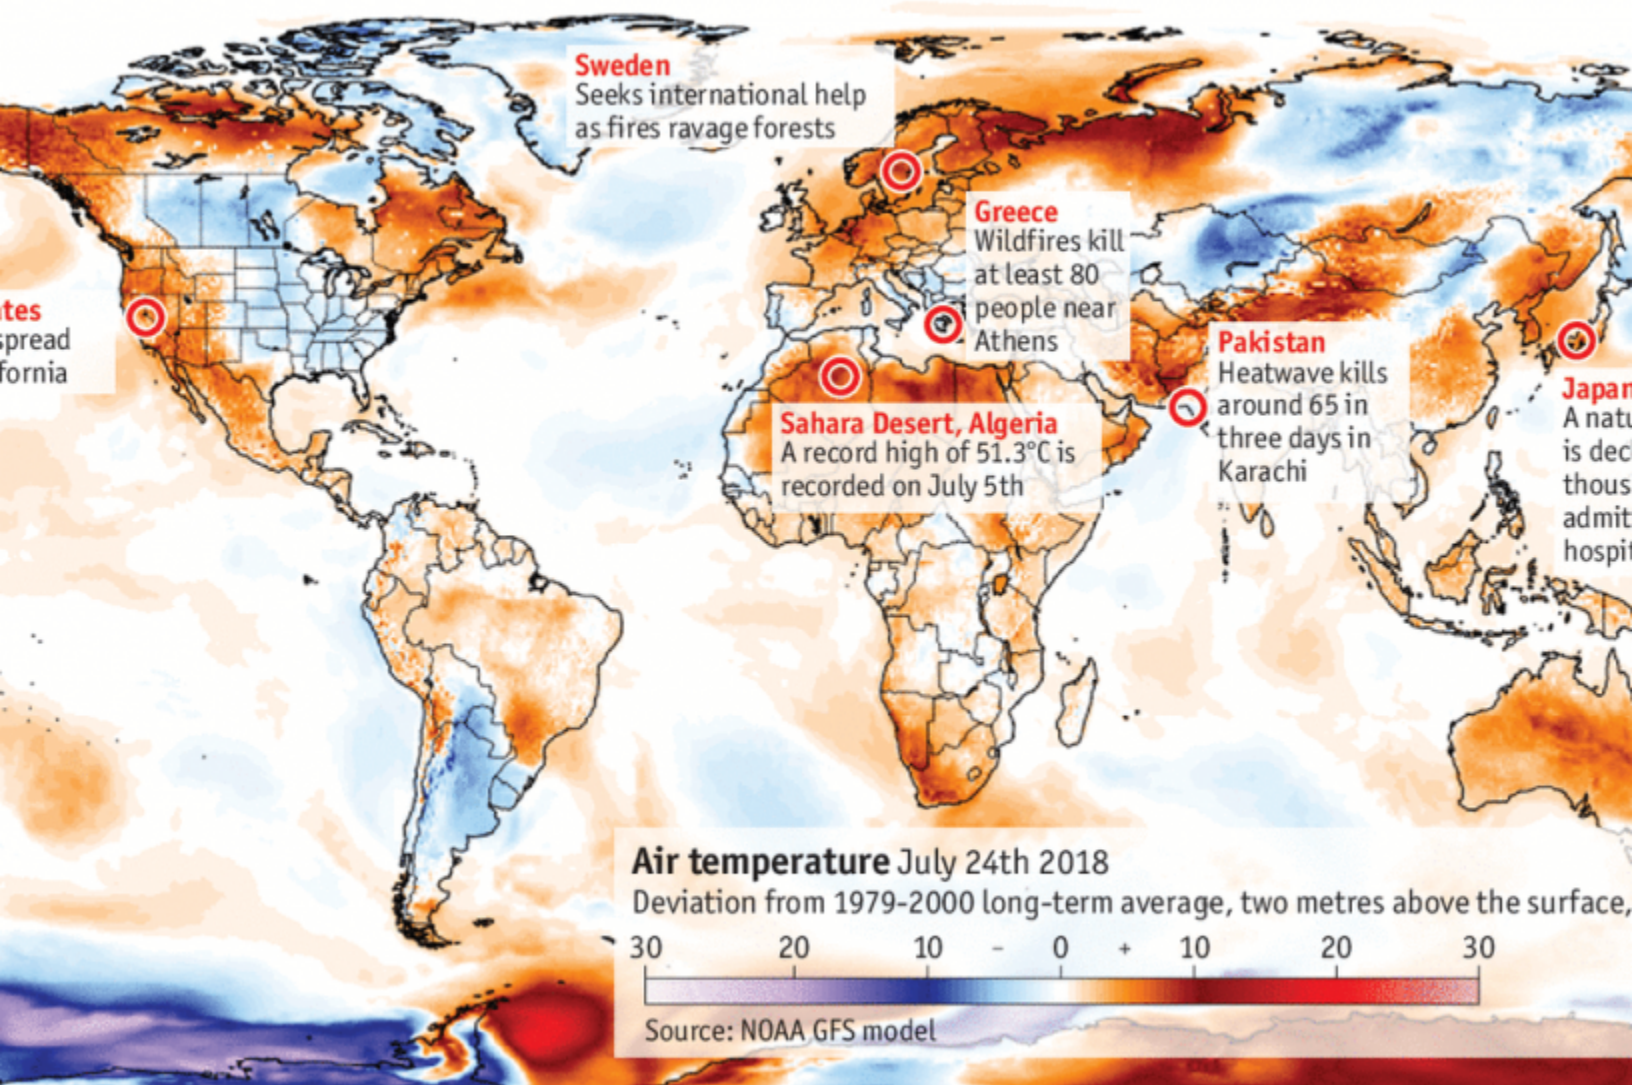 Sweden
Seeks international help
as fires ravage forests
Greece
Wildfires kill
at least 80
people near
Athens
tes
spread
fornia
Pakistan
Heatwave kills
around 65 in
three days in
Karachi
Sahara Desert, Algeria
A record high of 51.3°C is
recorded on July 5th
Japan
A natu
is decl
thous
admit
hospit
Air temperature July 24th 2018
Deviation from 1979-2000 long-term average, two metres above the surface,
30 20 10 – 0 + 10 20 30
Source: NOAA GFS model